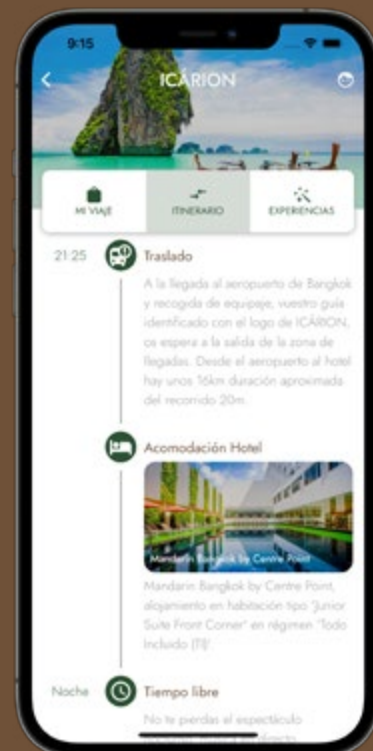 9:15
ICÁRION
MI VIAJE
ITINERARIO
EXPERIENCIAS
21:25
Traslado
A la llegada al aeropuerto de Bangkok
y recogida de equipaje, vuestro guía
identificado con el logo de ICÁRION,
os espera a la salida de la zona de
llegadas. Desde el aeropuerto al hotel
hay unos 16km duración aproximada
del recorrido 20m.
Acomodación Hotel
Mandarin Bangkok by Centre Point
Mandarin Bangkok by Centre Point,
alojamiento en habitación tipo "Junior
Suite Front Corner" en régimen "Todo
Incluido (TI)".
Noche
Tiempo libre
No te pierdas el espectáculo
directo